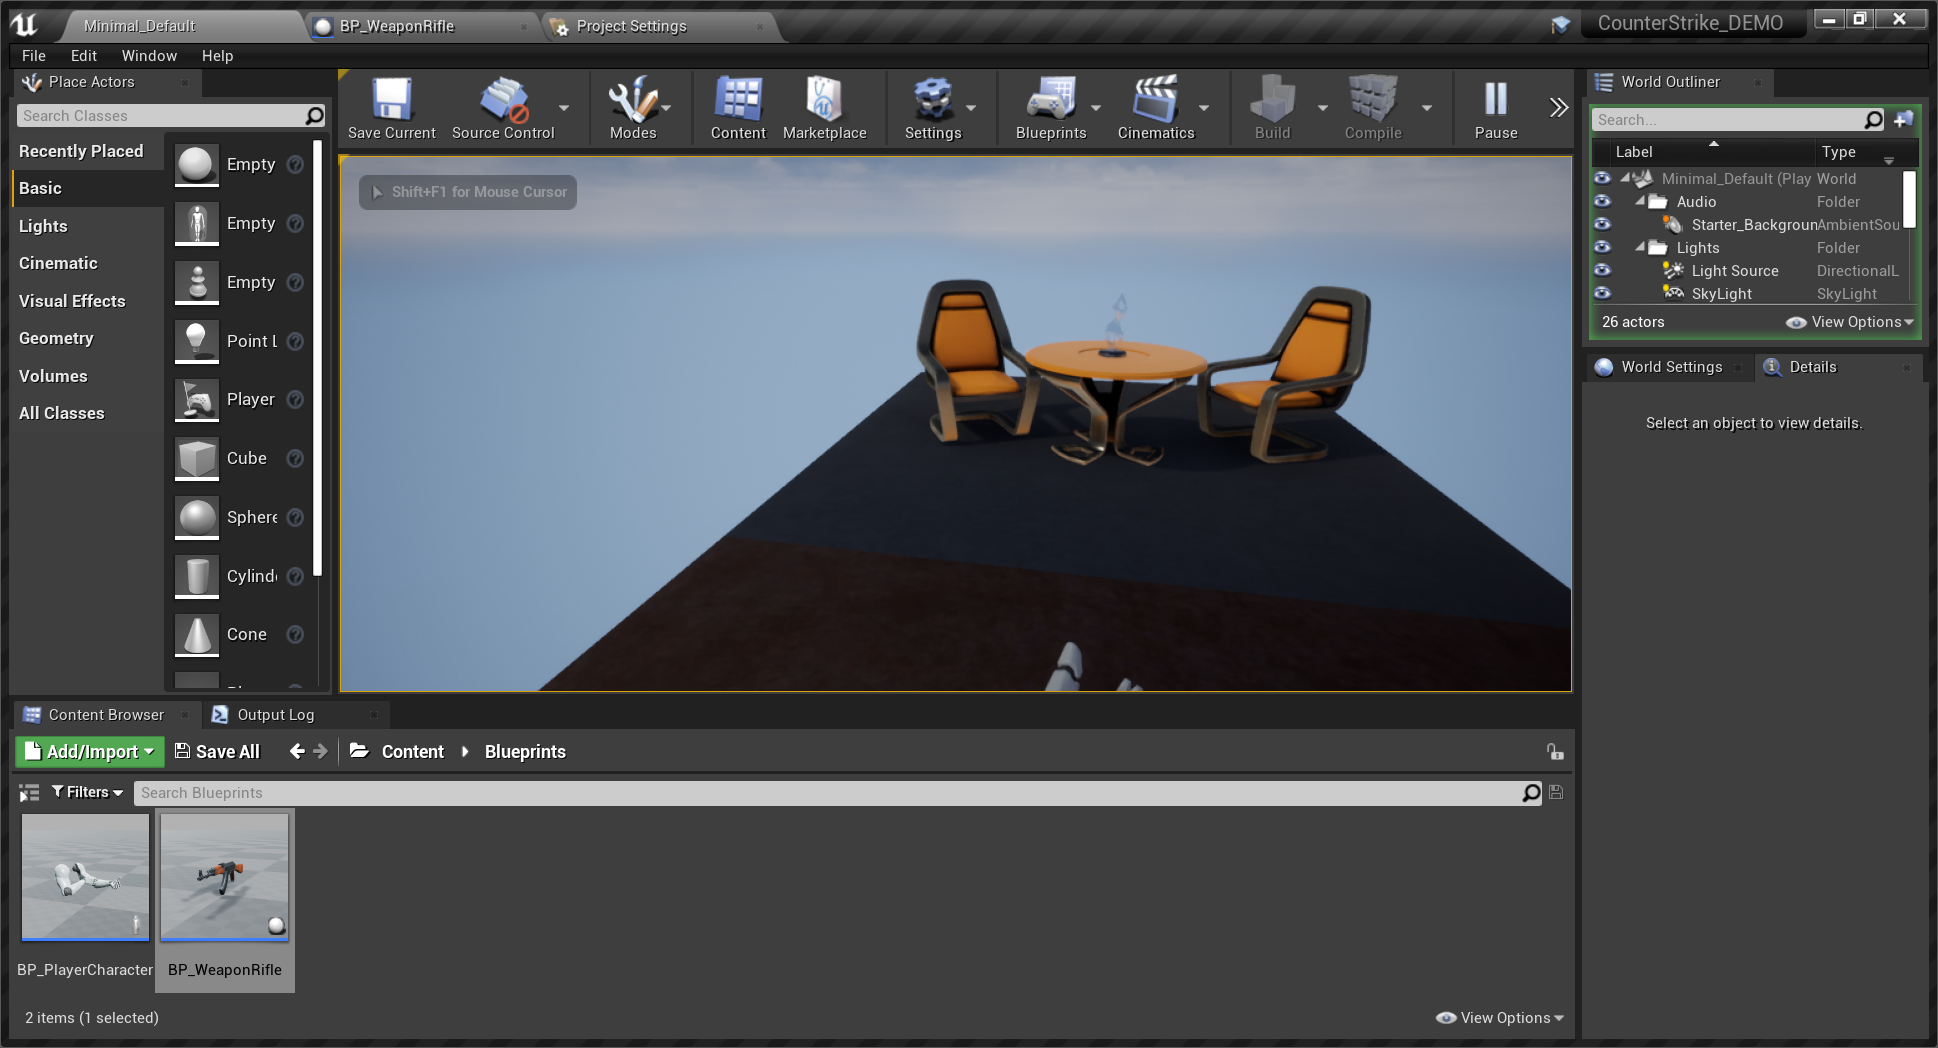 Minimal_Default
BP_WeaponRifle
Project Settings
CounterStrike_DEMO
File Edit Window Help
Place Actors
Search Classes
Recently Placed
Basic
Lights
Cinematic
Visual Effects
Geometry
Volumes
All Classes
Empty
Empty
Empty
Point L
Player
Cube
Sphere
Cylind
Cone
Save Current
Source Control
Modes
Content
Marketplace
Settings
Blueprints
Cinematics
Build
Compile
Pause
Shift+F1 for Mouse Cursor
World Outliner
Search...
Label Type
Minimal_Default (Play World
Audio Folder
Starter_Backgroun AmbientSou
Lights Folder
Light Source DirectionalL
SkyLight SkyLight
26 actors View Options
World Settings Details
Select an object to view details.
Content Browser Output Log
Add/Import Save All Content Blueprints
Filters Search Blueprints
BP_PlayerCharacter BP_WeaponRifle
2 items (1 selected) View Options